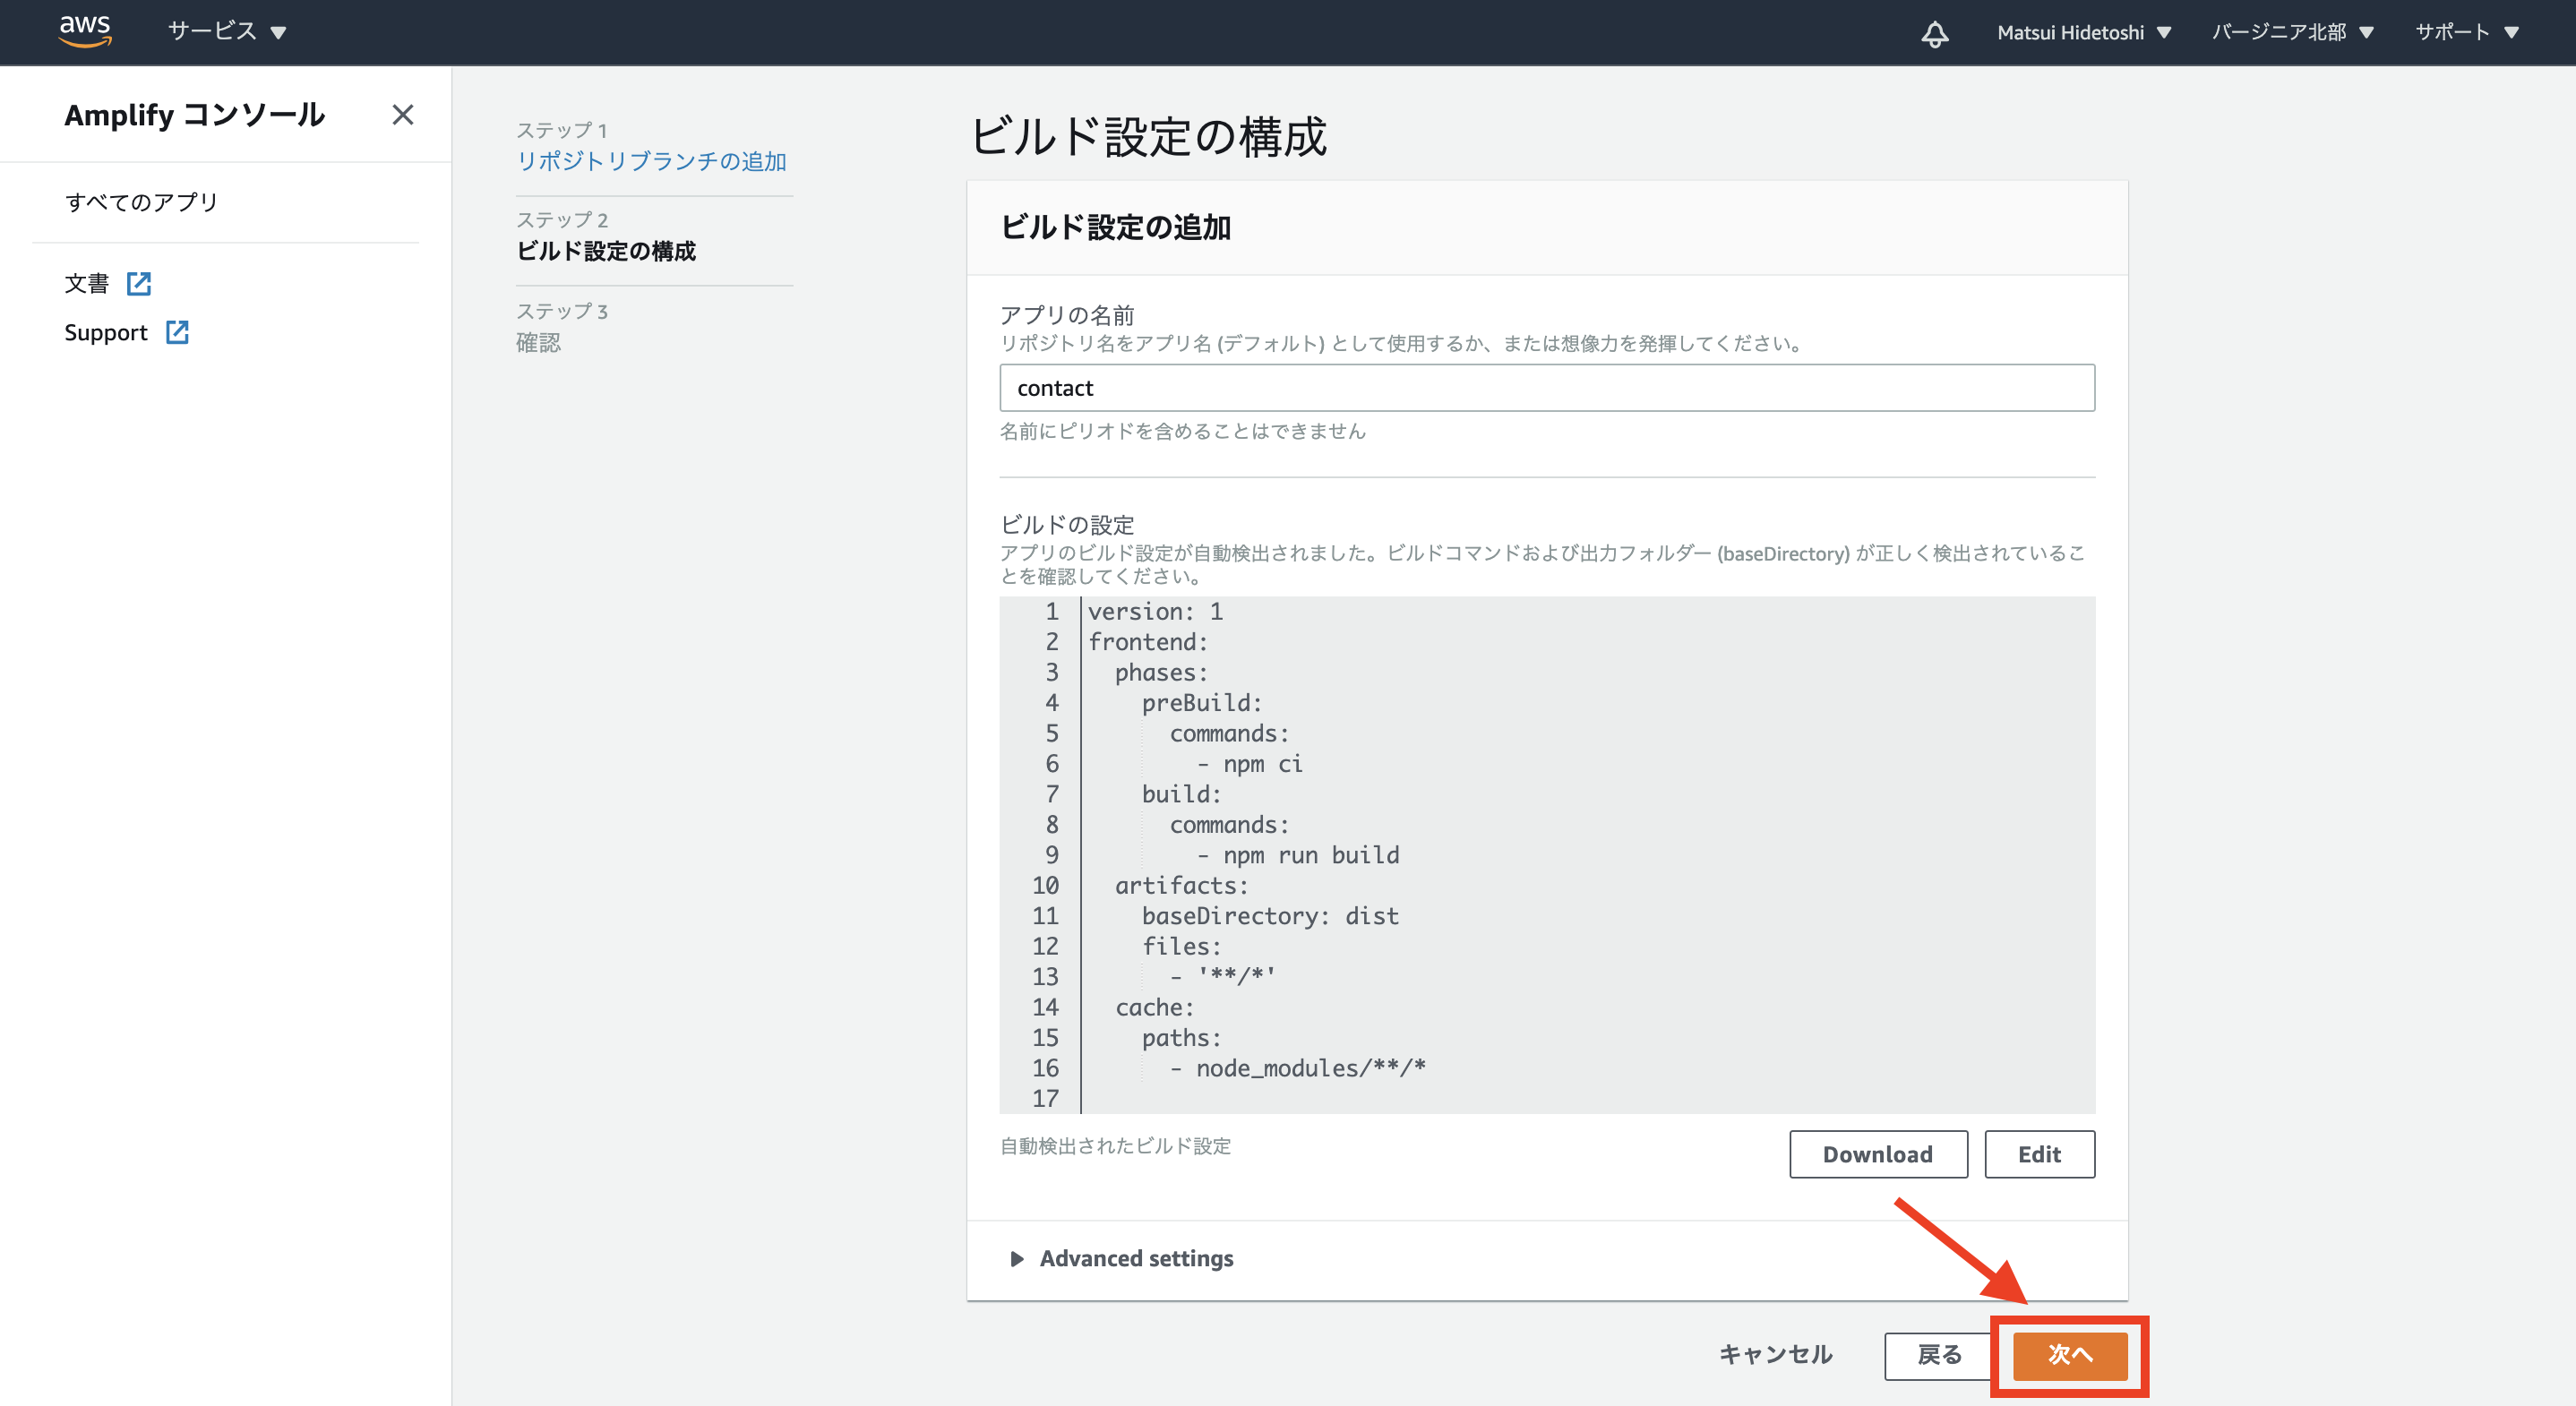 aws
サービス
Matsui Hidetoshi
バージニア北部
サポート
Amplify コンソール
すべてのアプリ
文書
Support
ステップ 1
リポジトリブランチの追加
ステップ 2
ビルド設定の構成
ステップ 3
確認
ビルド設定の構成
ビルド設定の追加
アプリの名前
リポジトリ名をアプリ名 (デフォルト) として使用するか、または想像力を発揮してください。
contact
名前にピリオドを含めることはできません
ビルドの設定
アプリのビルド設定が自動検出されました。ビルドコマンドおよび出力フォルダー (baseDirectory) が正しく検出されているこ
とを確認してください。
1 version: 1
2 frontend:
3   phases:
4     preBuild:
5       commands:
6         - npm ci
7     build:
8       commands:
9         - npm run build
10   artifacts:
11     baseDirectory: dist
12     files:
13       - '**/*'
14   cache:
15     paths:
16       - node_modules/**/*
17
自動検出されたビルド設定
Download
Edit
Advanced settings
キャンセル
戻る
次へ